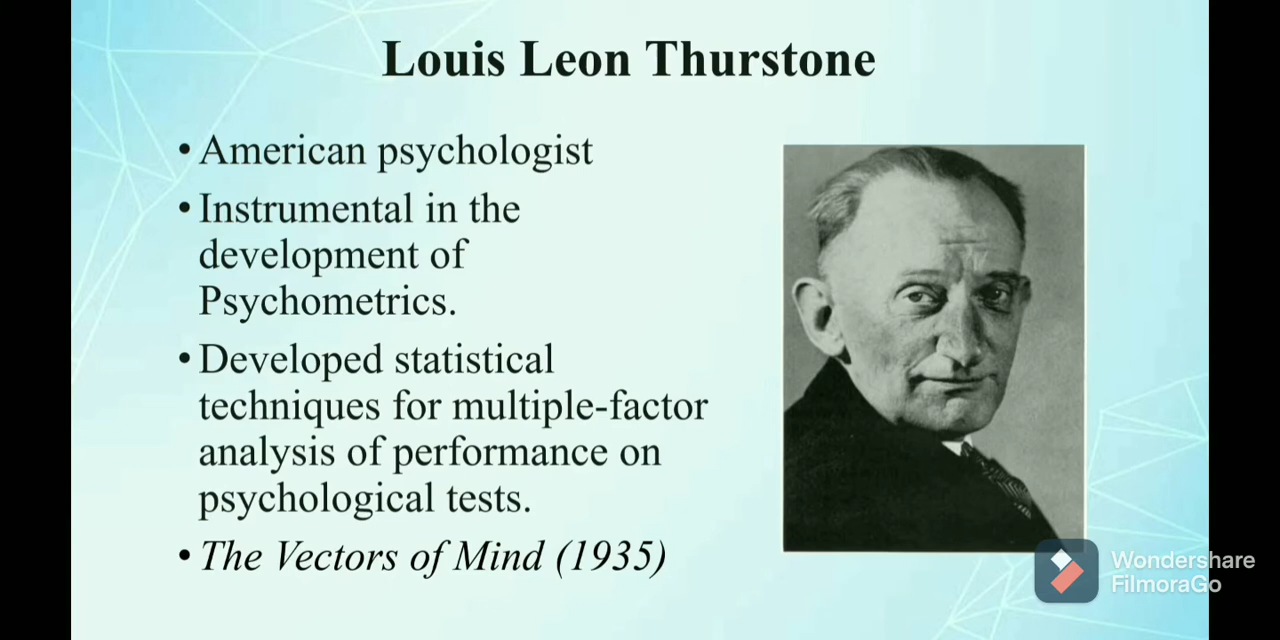 Louis Leon Thurstone
• American psychologist
• Instrumental in the
development of
Psychometrics.
• Developed statistical
techniques for multiple-factor
analysis of performance on
psychological tests.
• The Vectors of Mind (1935)
Wondershare
FilmoraGo